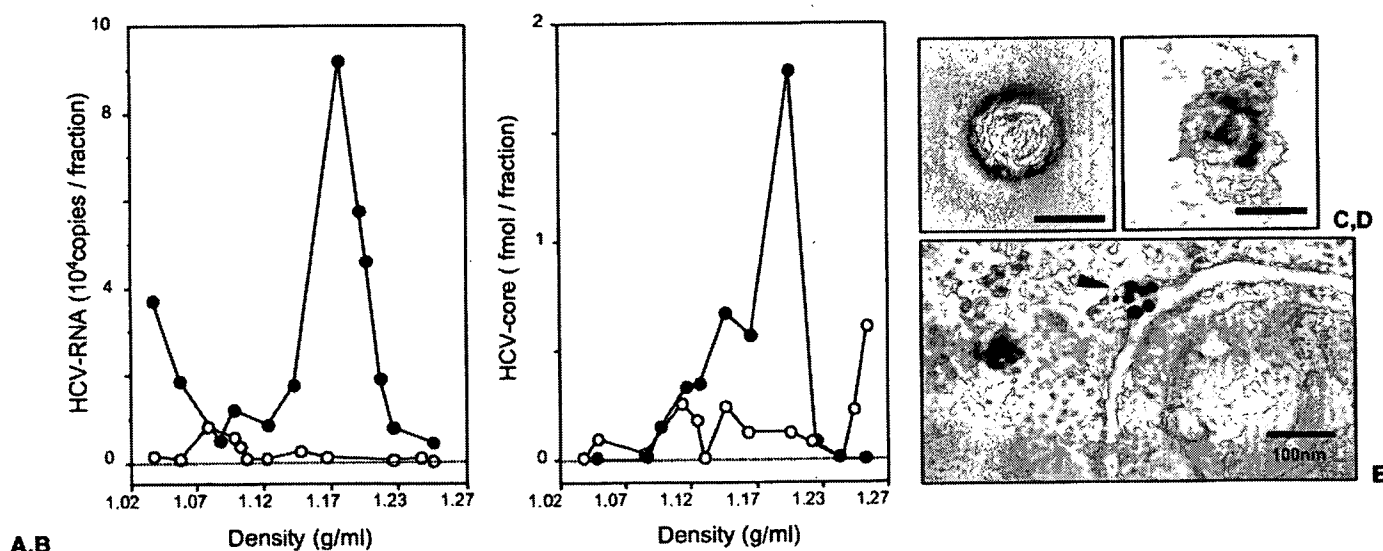 10
8
4
0
HCV-RNA (10⁴copies / fraction)
1.02 1.07 1.12 1.17 1.23 1.27
Density (g/ml)
A,B
2
1
0
HCV-core ( fmol / fraction)
1.02 1.07 1.12 1.18 1.23 1.27
Density (g/ml)
C,D
100nm
E